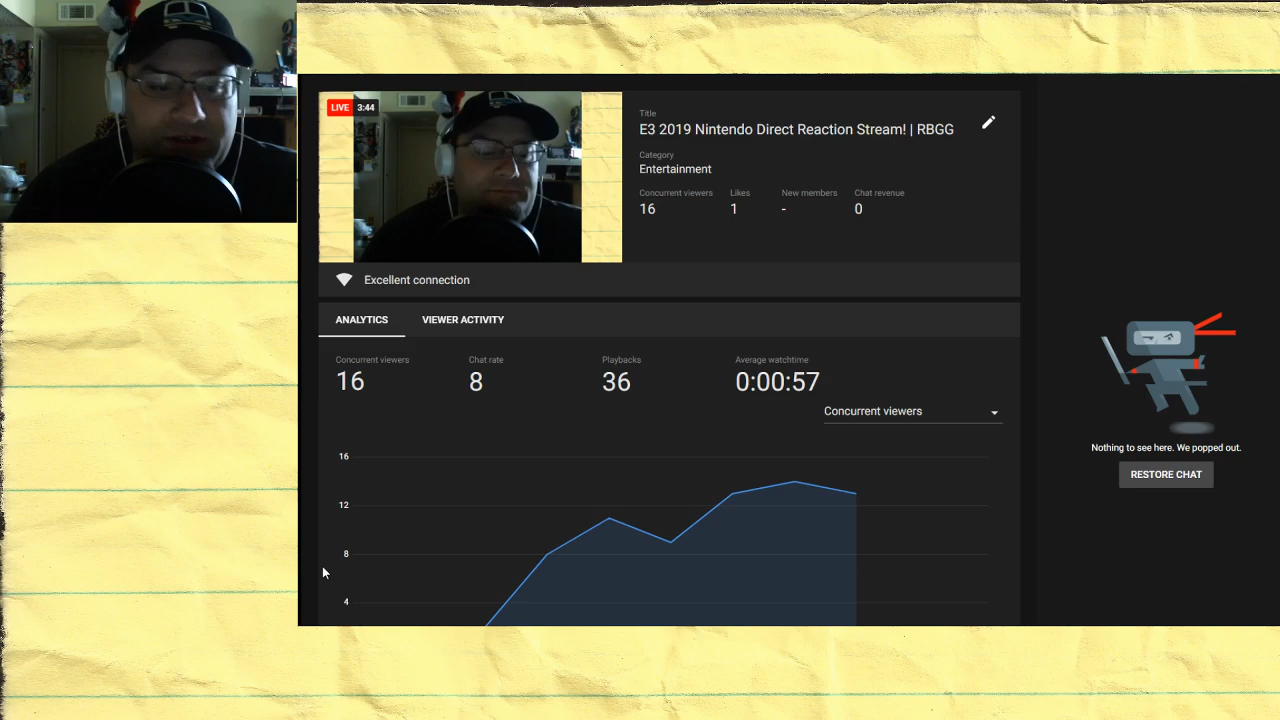 LIVE 3:44
Title
E3 2019 Nintendo Direct Reaction Stream! | RBGG
Category
Entertainment
Concurrent viewers Likes New members Chat revenue
16 1 - 0
Excellent connection
ANALYTICS VIEWER ACTIVITY
Concurrent viewers Chat rate Playbacks Average watchtime
16 8 36 0:00:57
Concurrent viewers
16
12
8
4
Nothing to see here. We popped out.
RESTORE CHAT